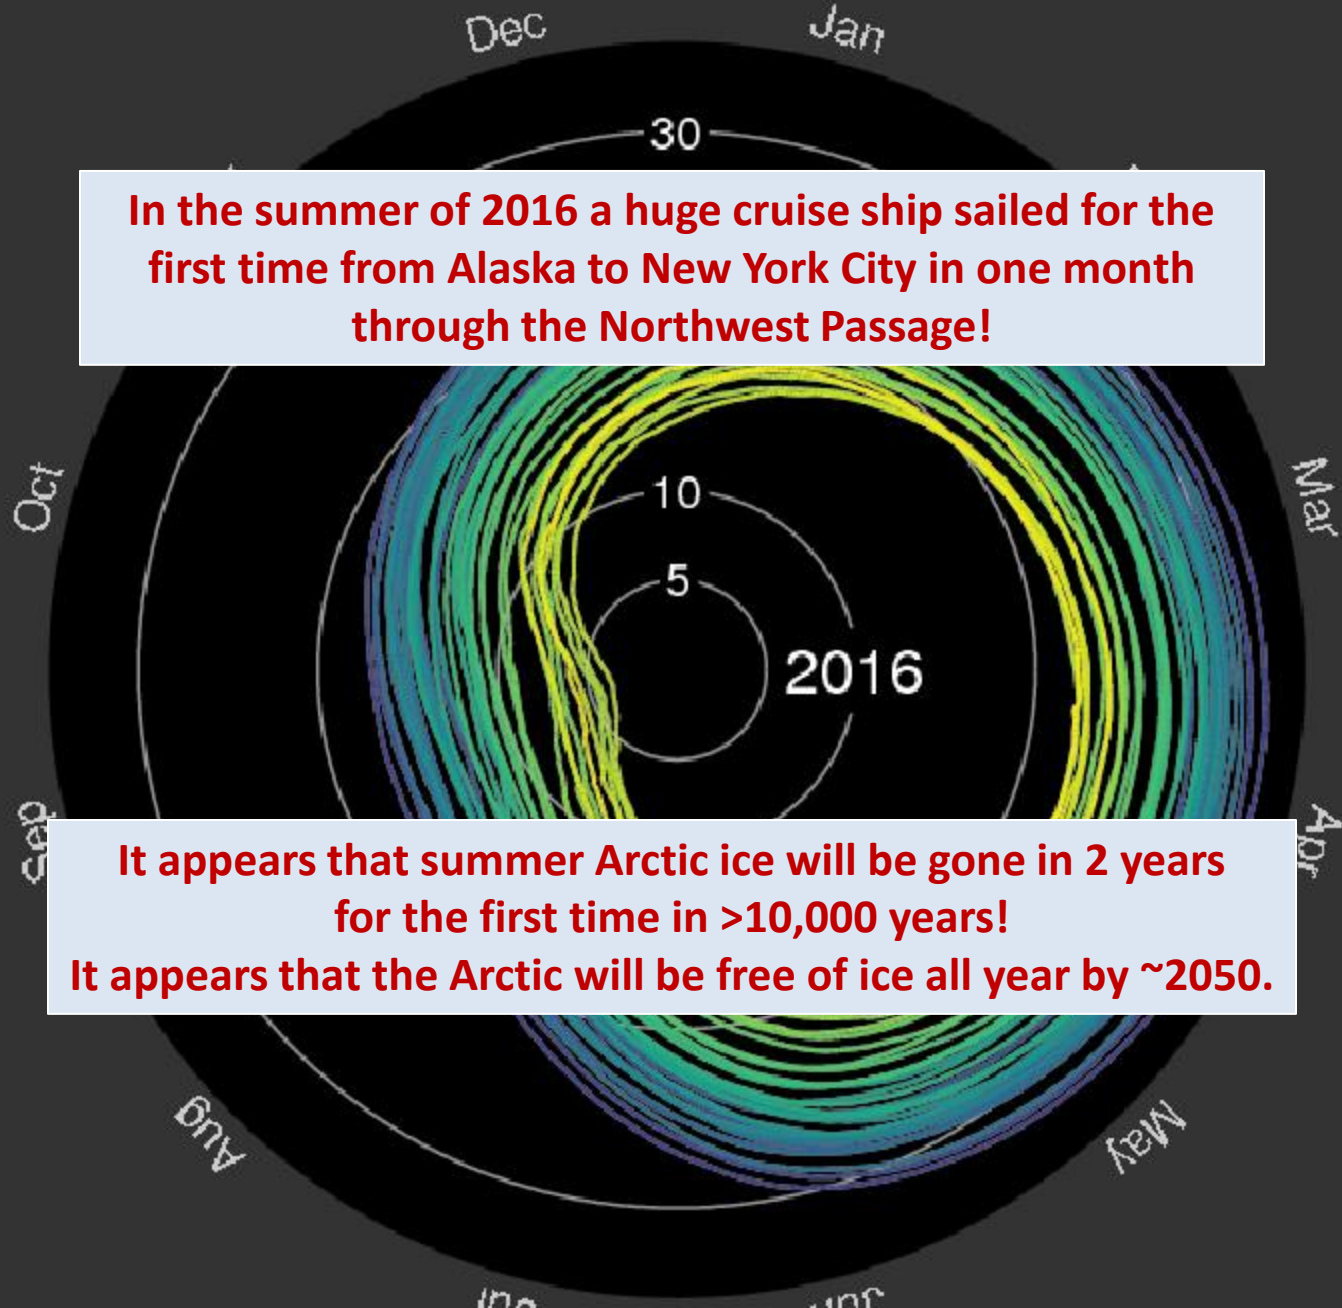 Dec
Jan
30
In the summer of 2016 a huge cruise ship sailed for the
first time from Alaska to New York City in one month
through the Northwest Passage!
Oct
Mar
10
5
2016
Sep
Apr
It appears that summer Arctic ice will be gone in 2 years
for the first time in >10,000 years!
It appears that the Arctic will be free of ice all year by ~2050.
Aug
May